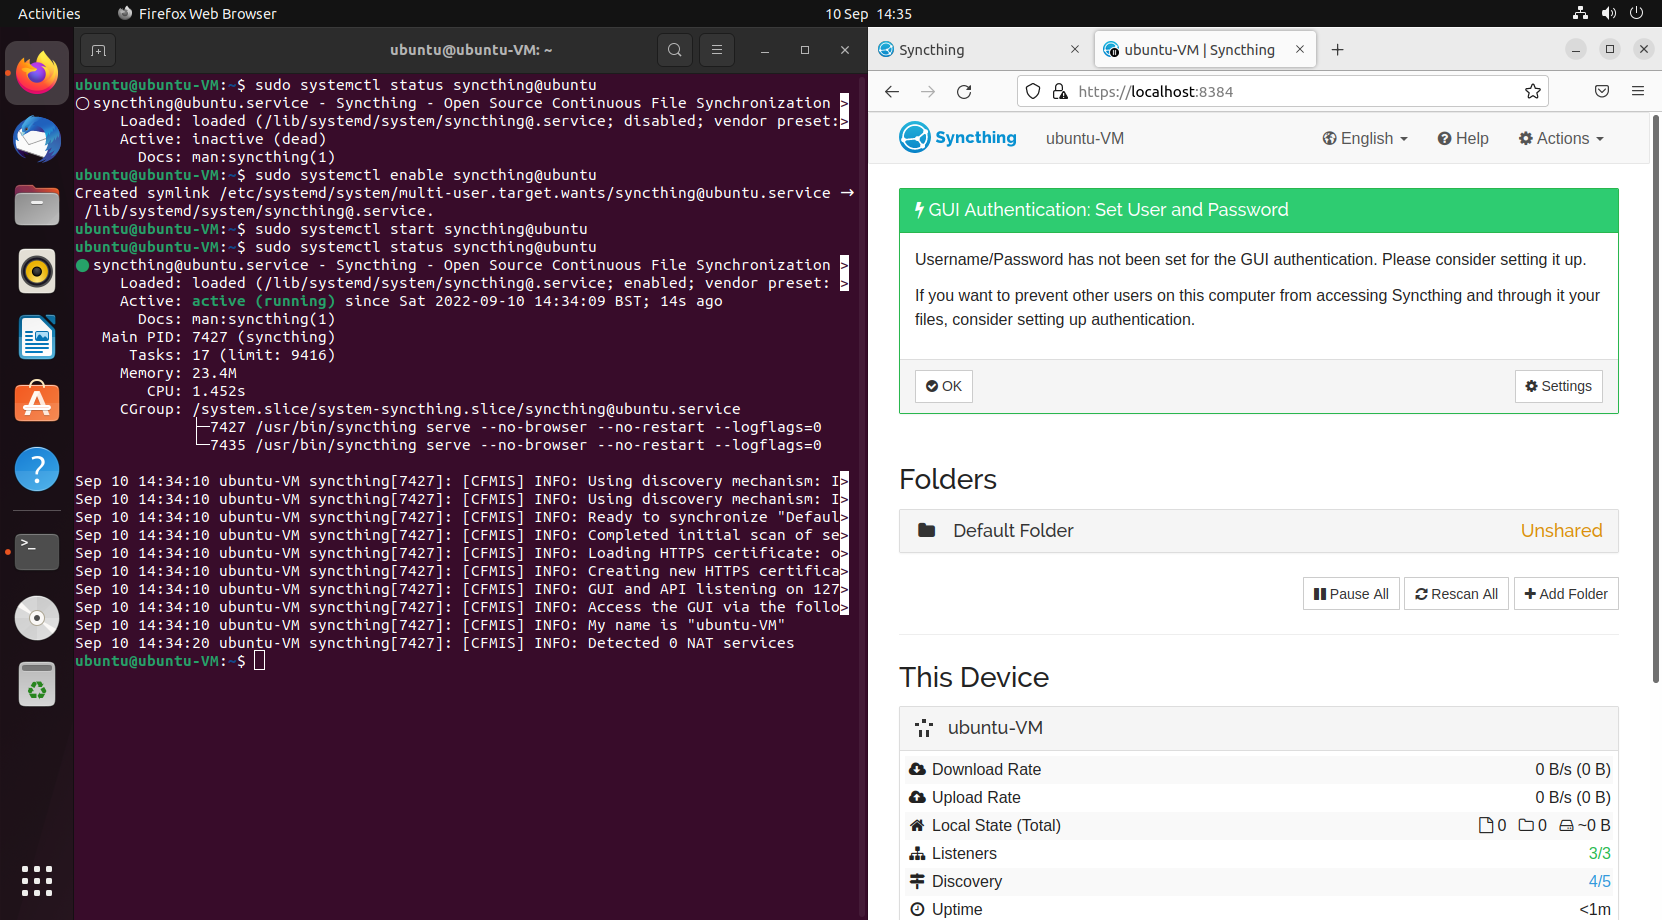 Activities
Firefox Web Browser
10 Sep 14:35
ubuntu@ubuntu-VM: ~
ubuntu@ubuntu-VM:~$ sudo systemctl status syncthing@ubuntu
syncthing@ubuntu.service - Syncthing - Open Source Continuous File Synchronization >
Loaded: loaded (/lib/systemd/system/syncthing@.service; disabled; vendor preset:>
Active: inactive (dead)
Docs: man:syncthing(1)
ubuntu@ubuntu-VM:~$ sudo systemctl enable syncthing@ubuntu
Created symlink /etc/systemd/system/multi-user.target.wants/syncthing@ubuntu.service →
/lib/systemd/system/syncthing@.service.
ubuntu@ubuntu-VM:~$ sudo systemctl start syncthing@ubuntu
ubuntu@ubuntu-VM:~$ sudo systemctl status syncthing@ubuntu
syncthing@ubuntu.service - Syncthing - Open Source Continuous File Synchronization >
Loaded: loaded (/lib/systemd/system/syncthing@.service; enabled; vendor preset: >
Active: active (running) since Sat 2022-09-10 14:34:09 BST; 14s ago
Docs: man:syncthing(1)
Main PID: 7427 (syncthing)
Tasks: 17 (limit: 9416)
Memory: 23.4M
CPU: 1.452s
CGroup: /system.slice/system-syncthing.slice/syncthing@ubuntu.service
├─7427 /usr/bin/syncthing serve --no-browser --no-restart --logflags=0
└─7435 /usr/bin/syncthing serve --no-browser --no-restart --logflags=0
Sep 10 14:34:10 ubuntu-VM syncthing[7427]: [CFMIS] INFO: Using discovery mechanism: I>
Sep 10 14:34:10 ubuntu-VM syncthing[7427]: [CFMIS] INFO: Using discovery mechanism: I>
Sep 10 14:34:10 ubuntu-VM syncthing[7427]: [CFMIS] INFO: Ready to synchronize "Defaul>
Sep 10 14:34:10 ubuntu-VM syncthing[7427]: [CFMIS] INFO: Completed initial scan of se>
Sep 10 14:34:10 ubuntu-VM syncthing[7427]: [CFMIS] INFO: Loading HTTPS certificate: o>
Sep 10 14:34:10 ubuntu-VM syncthing[7427]: [CFMIS] INFO: Creating new HTTPS certifica>
Sep 10 14:34:10 ubuntu-VM syncthing[7427]: [CFMIS] INFO: GUI and API listening on 127>
Sep 10 14:34:10 ubuntu-VM syncthing[7427]: [CFMIS] INFO: Access the GUI via the follo>
Sep 10 14:34:10 ubuntu-VM syncthing[7427]: [CFMIS] INFO: My name is "ubuntu-VM"
Sep 10 14:34:20 ubuntu-VM syncthing[7427]: [CFMIS] INFO: Detected 0 NAT services
ubuntu@ubuntu-VM:~$
Syncthing
ubuntu-VM | Syncthing
https://localhost:8384
Syncthing ubuntu-VM English Help Actions
GUI Authentication: Set User and Password
Username/Password has not been set for the GUI authentication. Please consider setting it up.
If you want to prevent other users on this computer from accessing Syncthing and through it your
files, consider setting up authentication.
OK
Settings
Folders
Default Folder Unshared
Pause All Rescan All Add Folder
This Device
ubuntu-VM
Download Rate 0 B/s (0 B)
Upload Rate 0 B/s (0 B)
Local State (Total) 0 0 ~0 B
Listeners 3/3
Discovery 4/5
Uptime <1m